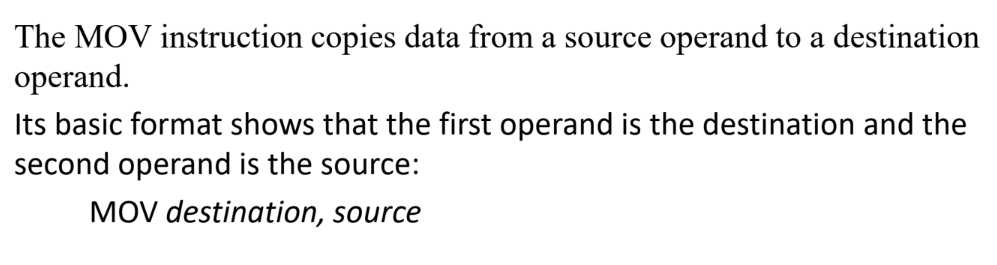 The MOV instruction copies data from a source operand to a destination
operand.
Its basic format shows that the first operand is the destination and the
second operand is the source:
MOV destination, source